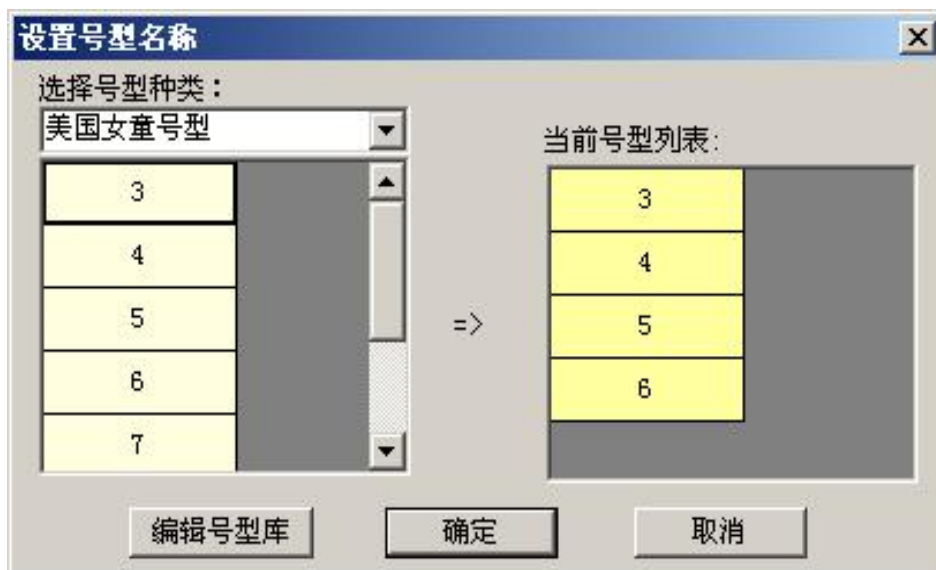 设置号型名称
选择号型种类：
美国女童号型
3
4
5
6
7
=>
当前号型列表:
3
4
5
6
编辑号型库
确定
取消